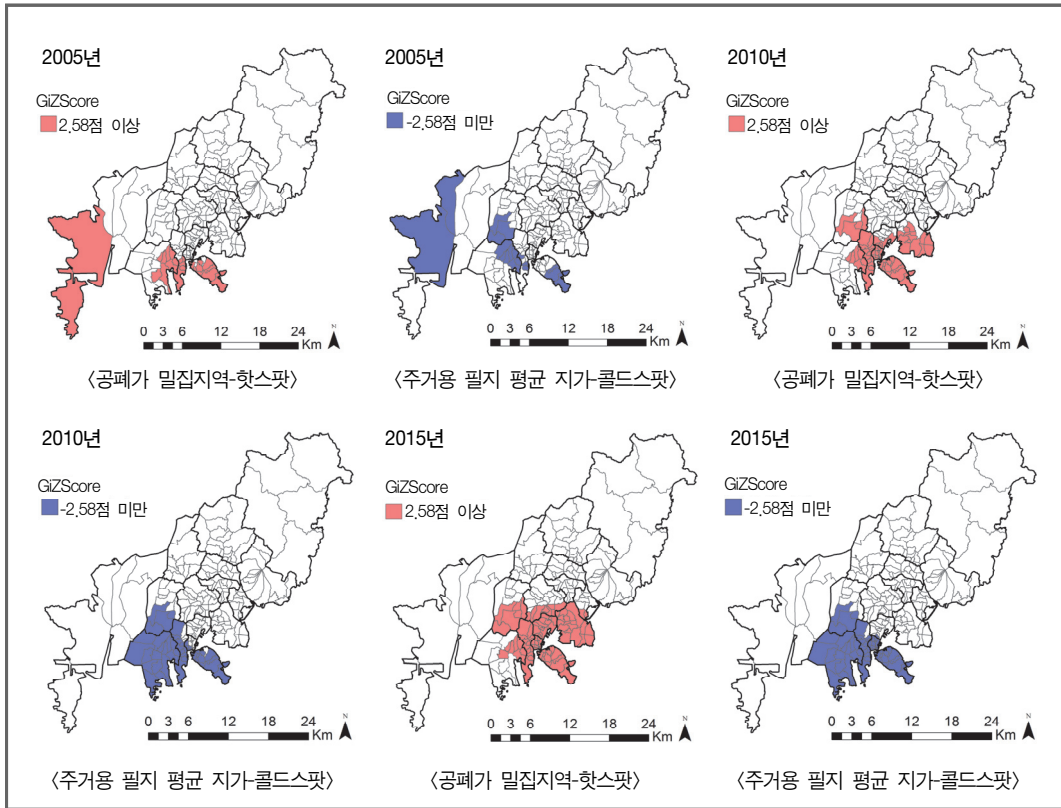 2005년
GiZScore
2.58점 이상
0 3 6 12 18 24
Km
N
〈공폐가 밀집지역-핫스팟〉
2005년
GiZScore
-2.58점 미만
0 3 6 12 18 24
Km
N
〈주거용 필지 평균 지가-콜드스팟〉
2010년
GiZScore
2.58점 이상
0 3 6 12 18 24
Km
N
〈공폐가 밀집지역-핫스팟〉
2010년
GiZScore
-2.58점 미만
0 3 6 12 18 24
Km
N
〈주거용 필지 평균 지가-콜드스팟〉
2015년
GiZScore
2.58점 이상
0 3 6 12 18 24
Km
N
〈공폐가 밀집지역-핫스팟〉
2015년
GiZScore
-2.58점 미만
0 3 6 12 18 24
Km
N
〈주거용 필지 평균 지가-콜드스팟〉